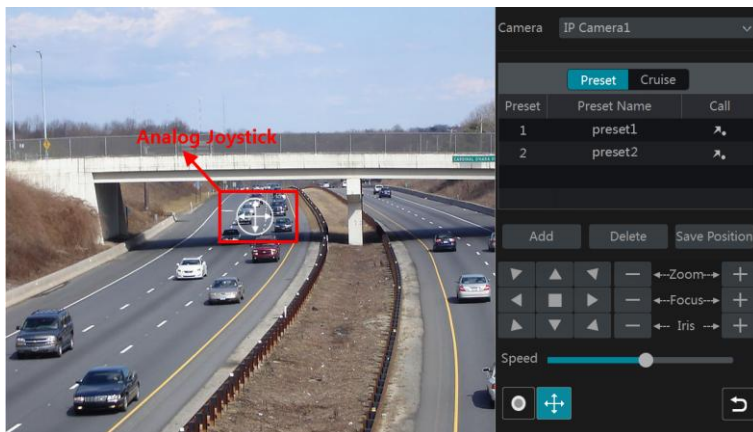 Camera IP Camera1
Preset Cruise
Preset Preset Name Call
1 preset1
2 preset2
Analog Joystick
Add Delete Save Position
Zoom
Focus
Iris
Speed